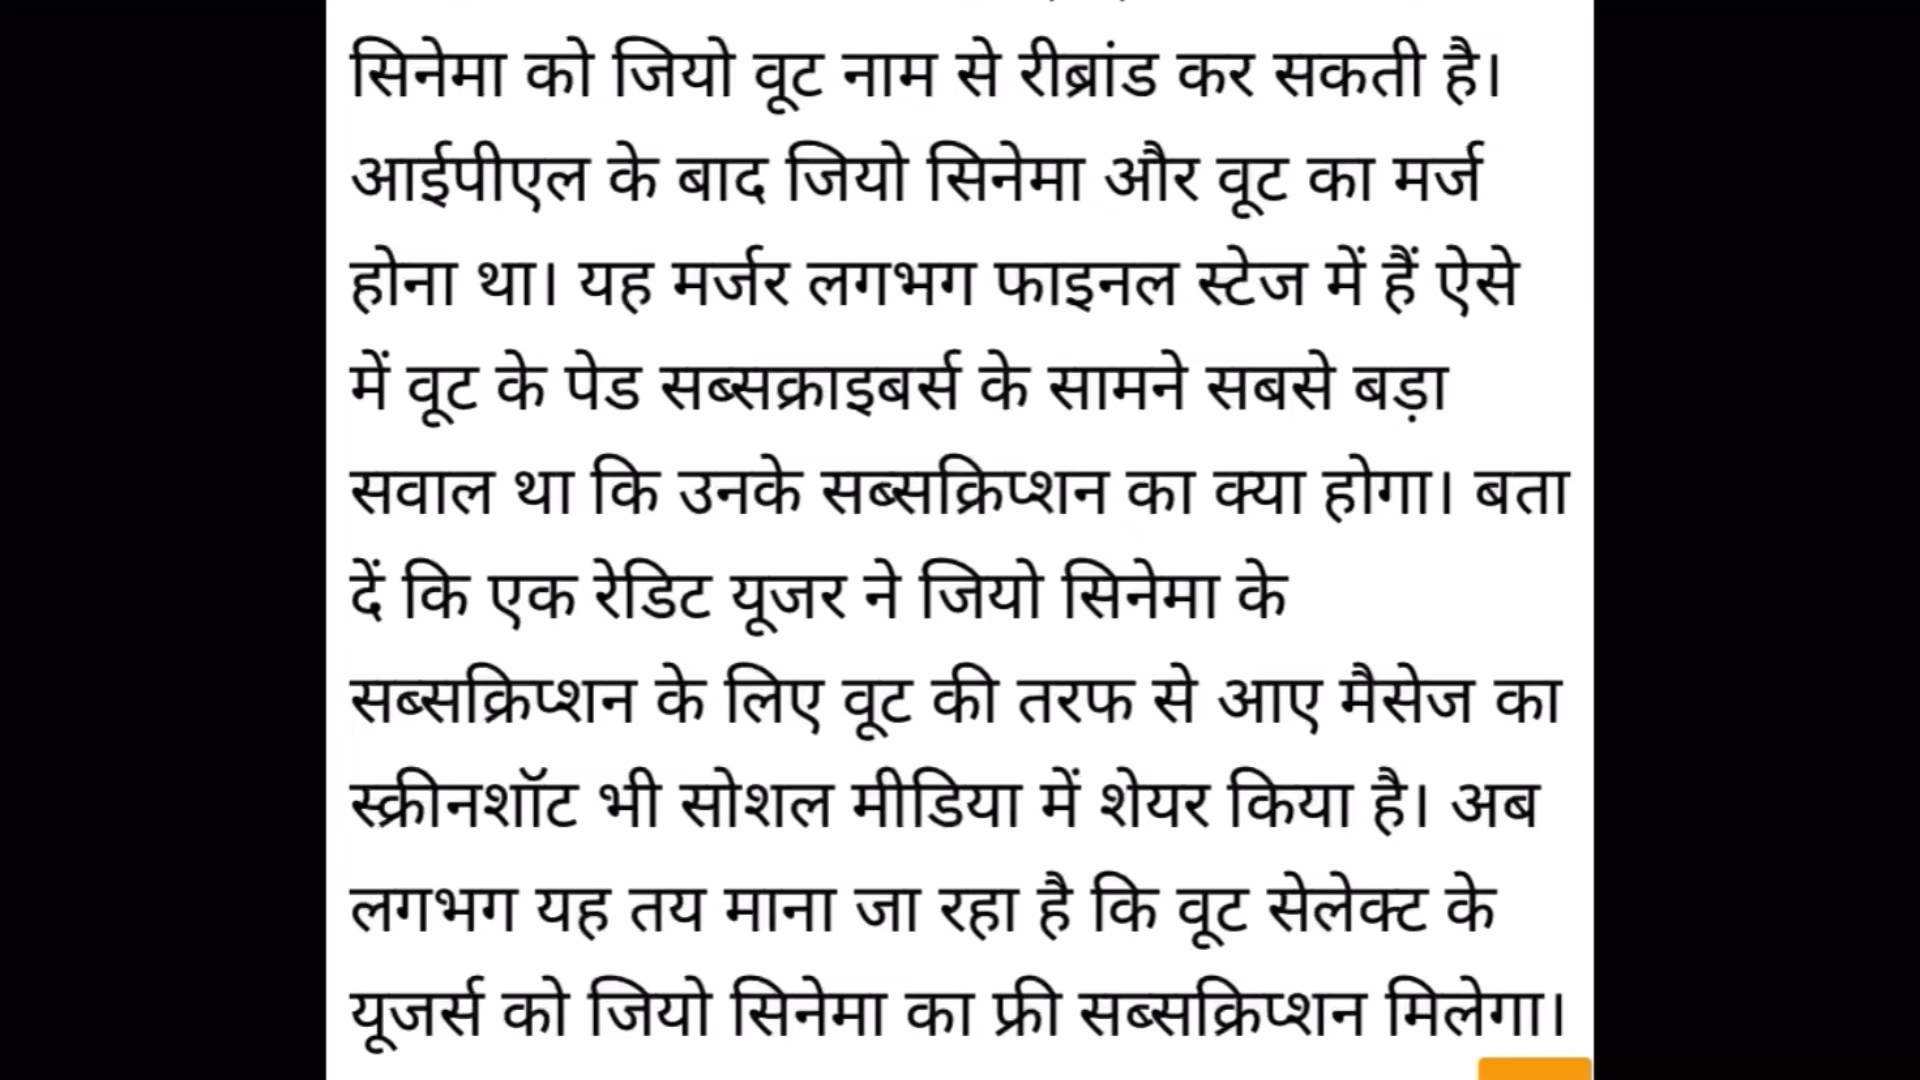 सिनेमा को जियो वूट नाम से रीब्रांड कर सकती है।
आईपीएल के बाद जियो सिनेमा और वूट का मर्ज
होना था। यह मर्जर लगभग फाइनल स्टेज में हैं ऐसे
में वूट के पेड सब्सक्राइबर्स के सामने सबसे बड़ा
सवाल था कि उनके सब्सक्रिप्शन का क्या होगा। बता
दें कि एक रेडिट यूजर ने जियो सिनेमा के
सब्सक्रिप्शन के लिए वूट की तरफ से आए मैसेज का
स्क्रीनशॉट भी सोशल मीडिया में शेयर किया है। अब
लगभग यह तय माना जा रहा है कि वूट सेलेक्ट के
यूजर्स को जियो सिनेमा का फ्री सब्सक्रिप्शन मिलेगा।